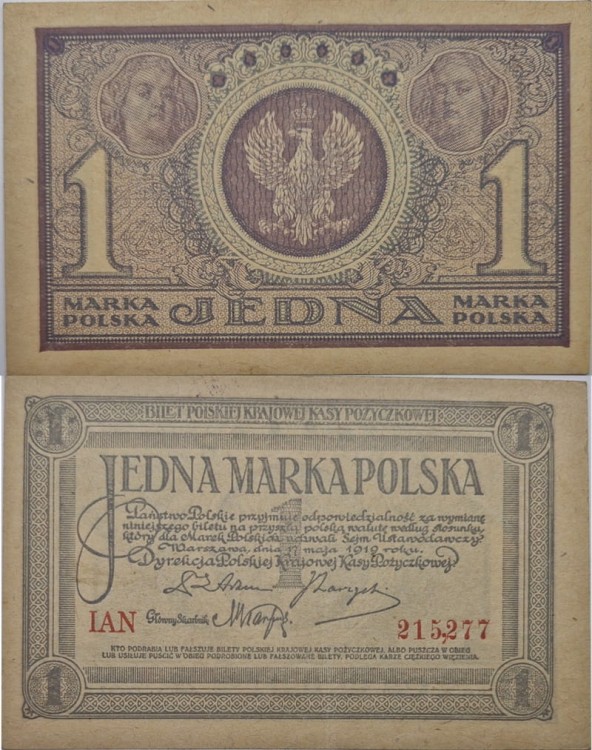 1
1
MARKA POLSKA
JEDNA
MARKA POLSKA
1
1
BILET POLSKIEJ KRAJOWEJ KASY POŻYCZKOWEJ
JEDNA MARKA POLSKA
1
Państwo Polskie przyjmuje odpowiedzialność za wymianę
niniejszego biletu na przyszłą polską walutę według stosunku,
który dla Marek Polskich uchwali Sejm Ustawodawczy.
Warszawa, dnia 17 maja 1919 roku.
Dyrekcja Polskiej Krajowej Kasy Pożyczkowej
IAN
Główny Skarbnik
215,277
KTO PODRABIA LUB FAŁSZUJE BILETY POLSKIEJ KRAJOWEJ KASY POŻYCZKOWEJ, ALBO PUSZCZA W OBIEG
LUB USIŁUJE PUŚCIĆ W OBIEG PODROBIONE LUB FAŁSZOWANE BILETY, PODLEGA KARZE CIĘŻKIEGO WIĘZIENIA.
1
1